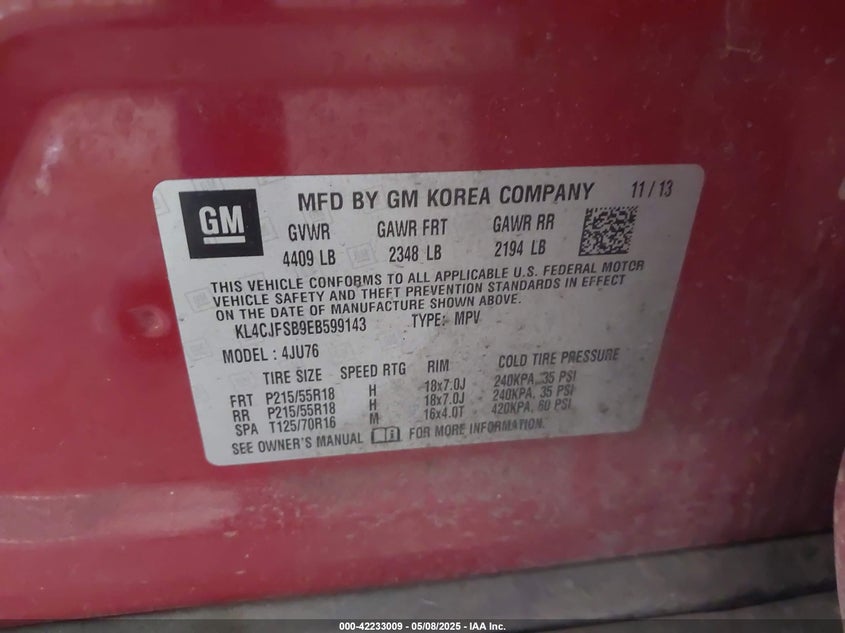 GM
MFD BY GM KOREA COMPANY 11/13
GVWR GAWR FRT GAWR RR
4409 LB 2348 LB 2194 LB
THIS VEHICLE CONFORMS TO ALL APPLICABLE U.S. FEDERAL MOTOR
VEHICLE SAFETY AND THEFT PREVENTION STANDARDS IN EFFECT
ON THE DATE OF MANUFACTURE SHOWN ABOVE.
KL4CJFSB9EB599143 TYPE: MPV
MODEL : 4JU76
TIRE SIZE SPEED RTG RIM COLD TIRE PRESSURE
FRT P215/55R18 H 18x7.0J 240KPA, 35 PSI
RR P215/55R18 H 18x7.0J 240KPA, 35 PSI
SPA T125/70R16 M 16x4.0T 420KPA, 60 PSI
SEE OWNER'S MANUAL FOR MORE INFORMATION.
000-42233009 - 05/08/2025 - IAA Inc.